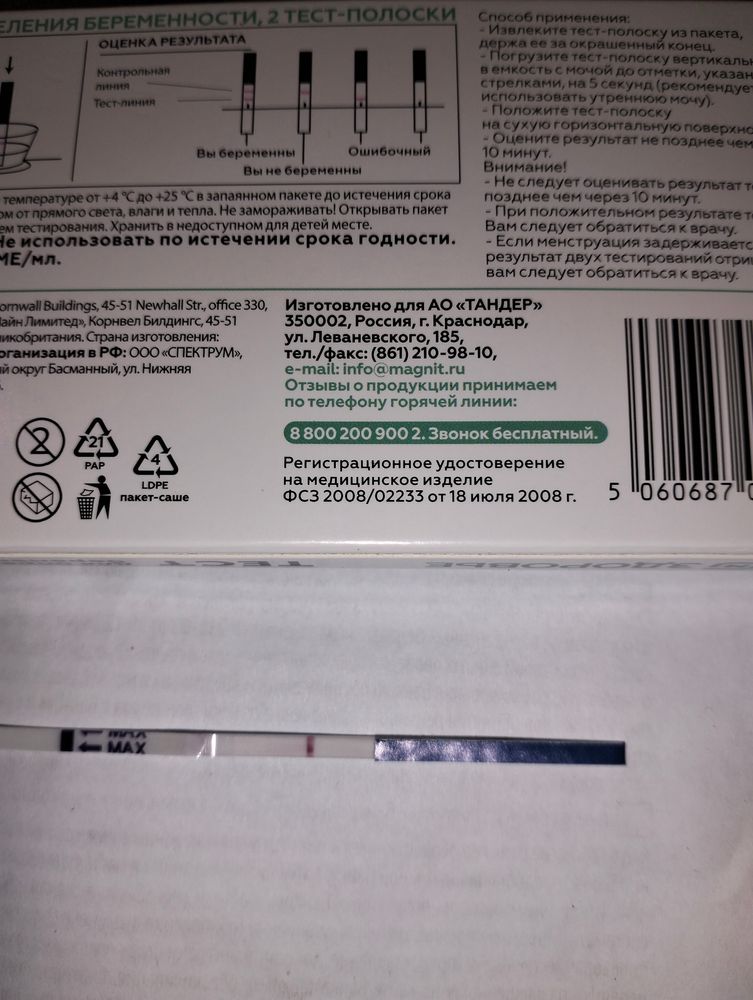 ЕЛЕНИЯ БЕРЕМЕННОСТИ, 2 ТЕСТ-ПОЛОСКИ
ОЦЕНКА РЕЗУЛЬТАТА
Контрольная
линия
Тест-линия
Вы беременны
Вы не беременны
Ошибочный
температуре от +4 °C до +25 °C в запаянном пакете до истечения срока
ом от прямого света, влаги и тепла. Не замораживать! Открывать пакет
ем тестирования. Хранить в недоступном для детей месте.
Не использовать по истечении срока годности.
МЕ/мл.
Способ применения:
- Извлеките тест-полоску из пакета,
держа ее за окрашенный конец.
- Погрузите тест-полоску вертикаль
в емкость с мочой до отметки, указан
стрелками, на 5 секунд (рекомендуе
использовать утреннюю мочу).
- Положите тест-полоску
на сухую горизонтальную поверхно
- Оцените результат не позднее чем
10 минут.
Внимание!
- Не следует оценивать результат т
позднее чем через 10 минут.
- При положительном результате т
Вам следует обратиться к врачу.
- Если менструация задерживаетс
результат двух тестирований отри
вам следует обратиться к врачу.
ornwall Buildings, 45-51 Newhall Str., office 330,
айн Лимитед», Корнвел Билдингс, 45-51
икобритания. Страна изготовления:
рганизация в РФ: ООО «СПЕКТРУМ»,
й округ Басманный, ул. Нижняя
Изготовлено для АО «ТАНДЕР»
350002, Россия, г. Краснодар,
ул. Леваневского, 185,
тел./факс: (861) 210-98-10,
e-mail: info@magnit.ru
Отзывы о продукции принимаем
по телефону горячей линии:
8 800 200 900 2. Звонок бесплатный.
Регистрационное удостоверение
на медицинское изделие
ФСЗ 2008/02233 от 18 июля 2008 г.
2
21
PAP
4
LDPE
пакет-саше
5 060687 0
ЗДОРОВЬЕ
ТЕСТ
MAX
MAX